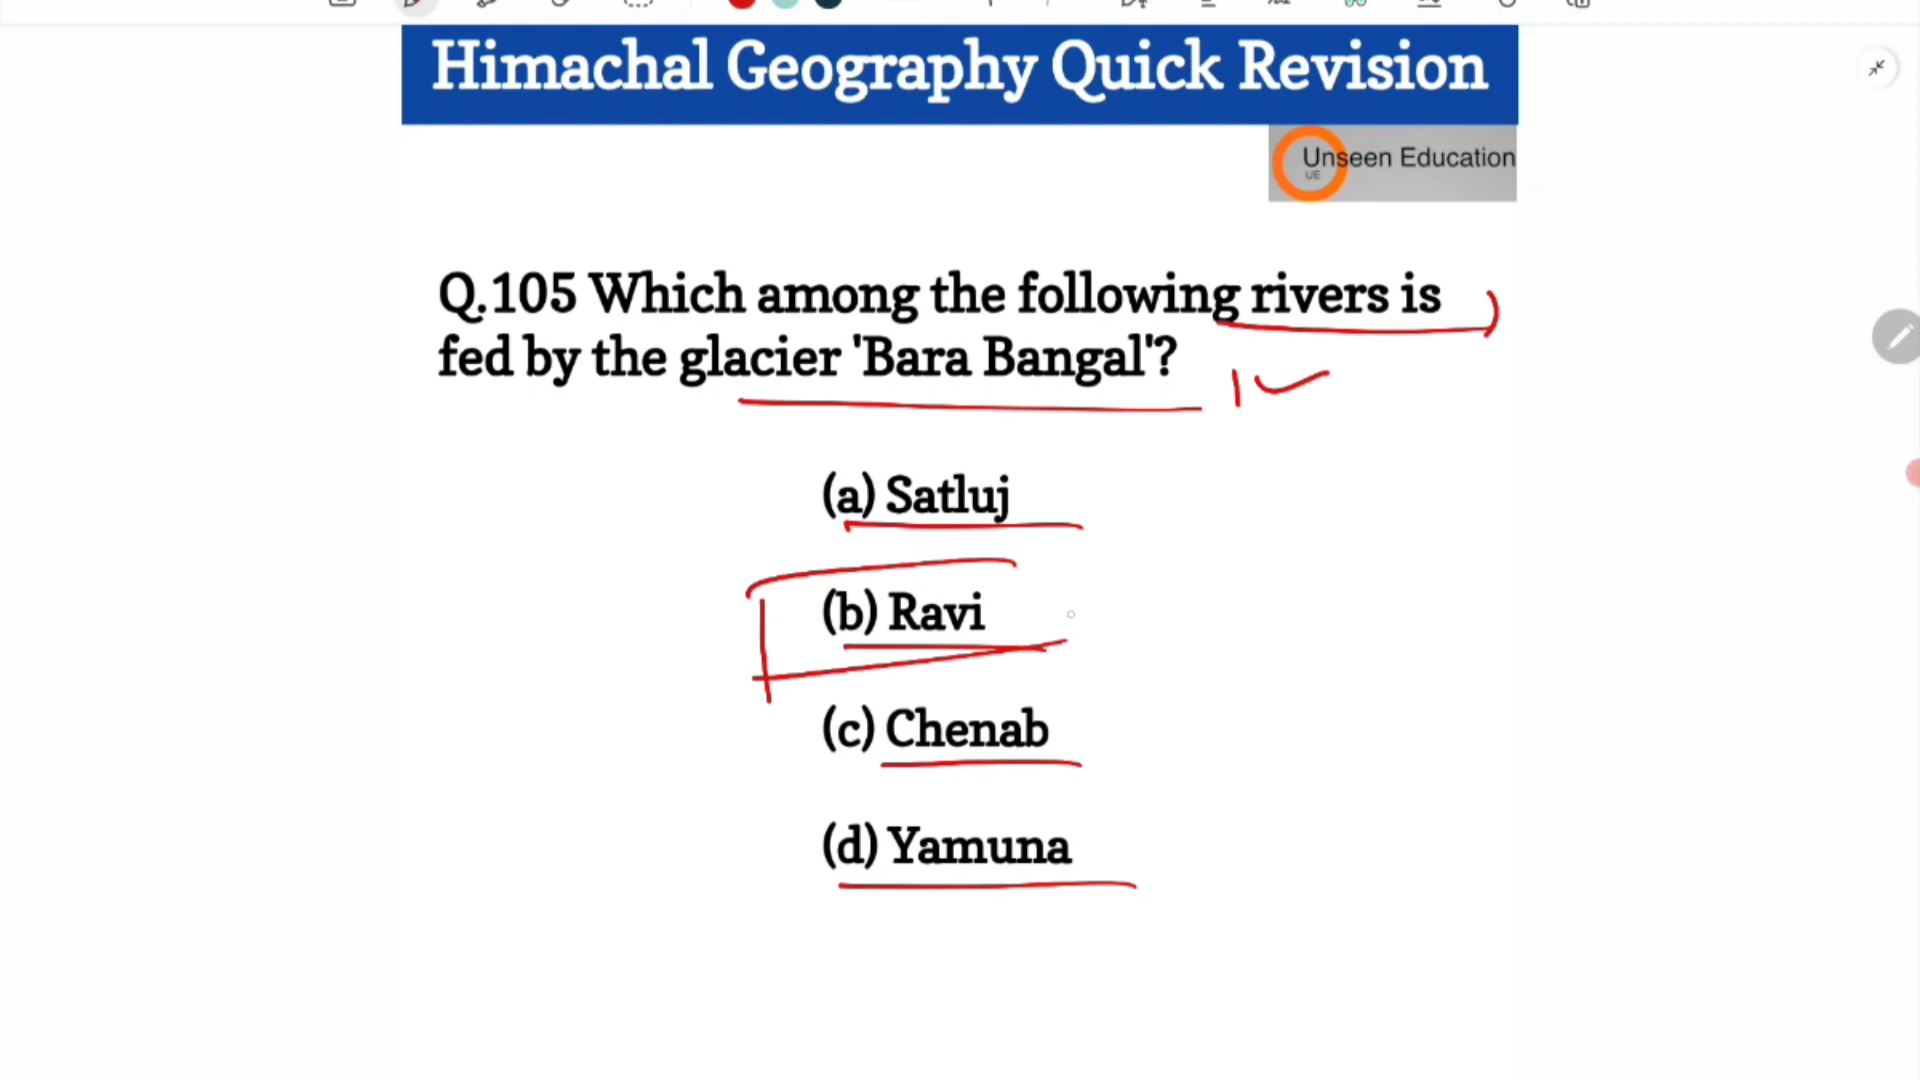 Himachal Geography Quick Revision
Unseen Education
UE
Q.105 Which among the following rivers is
fed by the glacier 'Bara Bangal'?
(a) Satluj
(b) Ravi
(c) Chenab
(d) Yamuna